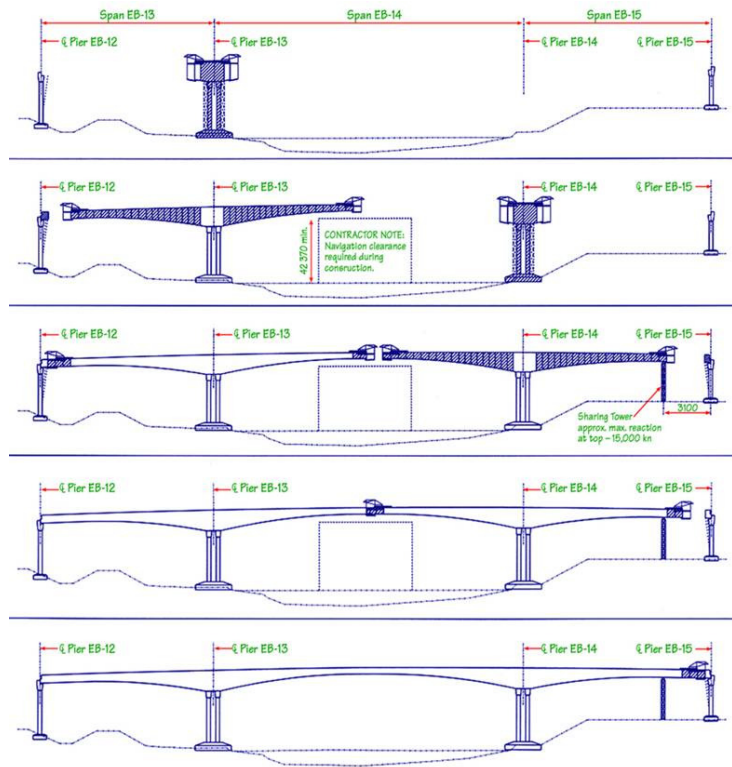 Span EB-13 Span EB-14 Span EB-15
℄ Pier EB-12 ℄ Pier EB-13 ℄ Pier EB-14 ℄ Pier EB-15
℄ Pier EB-12 ℄ Pier EB-13 ℄ Pier EB-14 ℄ Pier EB-15
42 370 min.
CONTRACTOR NOTE:
Navigation clearance
required during
consruction.
℄ Pier EB-12 ℄ Pier EB-13 ℄ Pier EB-14 ℄ Pier EB-15
3100
Sharing Tower
approx. max. reaction
at top – 15,000 kn
℄ Pier EB-12 ℄ Pier EB-13 ℄ Pier EB-14 ℄ Pier EB-15
℄ Pier EB-12 ℄ Pier EB-13 ℄ Pier EB-14 ℄ Pier EB-15